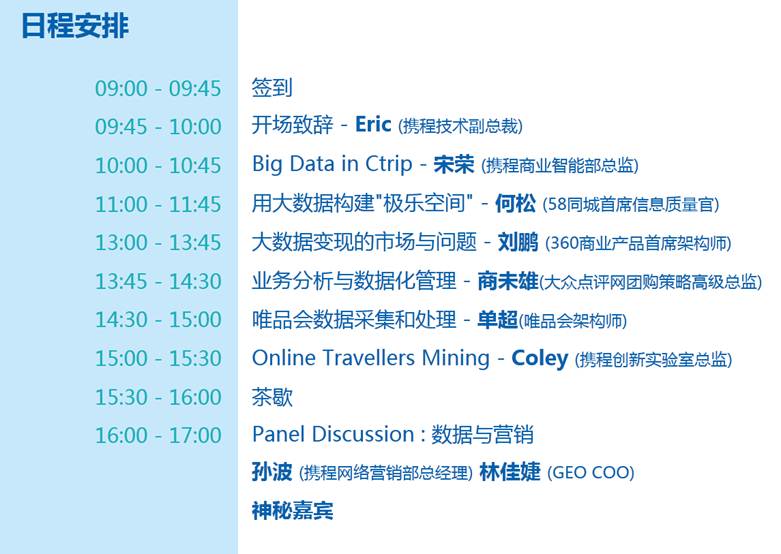 日程安排
09:00 - 09:45 签到
09:45 - 10:00 开场致辞 - Eric (携程技术副总裁)
10:00 - 10:45 Big Data in Ctrip - 宋荣 (携程商业智能部总监)
11:00 - 11:45 用大数据构建"极乐空间" - 何松 (58同城首席信息质量官)
13:00 - 13:45 大数据变现的市场与问题 - 刘鹏 (360商业产品首席架构师)
13:45 - 14:30 业务分析与数据化管理 - 商未雄(大众点评网团购策略高级总监)
14:30 - 15:00 唯品会数据采集和处理 - 单超(唯品会架构师)
15:00 - 15:30 Online Travellers Mining - Coley (携程创新实验室总监)
15:30 - 16:00 茶歇
16:00 - 17:00 Panel Discussion : 数据与营销
孙波 (携程网络营销部总经理) 林佳婕 (GEO COO)
神秘嘉宾